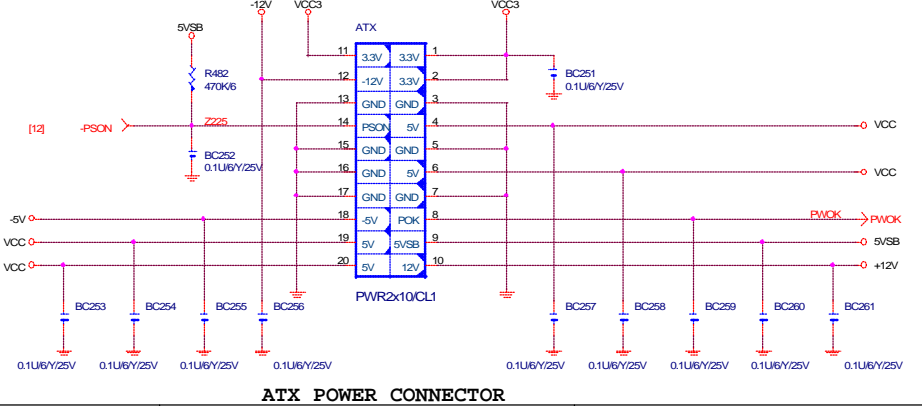 -12V VCC3 VCC3
5VSB ATX
R482
470K/6
11 3.3V 3.3V 1
12 -12V 3.3V 2
BC251
0.1U/6/Y/25V
13 GND GND 3
[12] -PSON Z225 14 PSON 5V 4 VCC
BC252
0.1U/6/Y/25V
15 GND GND 5
16 GND 5V 6 VCC
17 GND GND 7
-5V 18 -5V POK 8 PWOK PWOK
VCC 19 5V 5VSB 9 5VSB
VCC 20 5V 12V 10 +12V
PWR2x10/CL1
BC253 BC254 BC255 BC256 BC257 BC258 BC259 BC260 BC261
0.1U/6/Y/25V 0.1U/6/Y/25V 0.1U/6/Y/25V 0.1U/6/Y/25V 0.1U/6/Y/25V 0.1U/6/Y/25V 0.1U/6/Y/25V 0.1U/6/Y/25V 0.1U/6/Y/25V
ATX POWER CONNECTOR